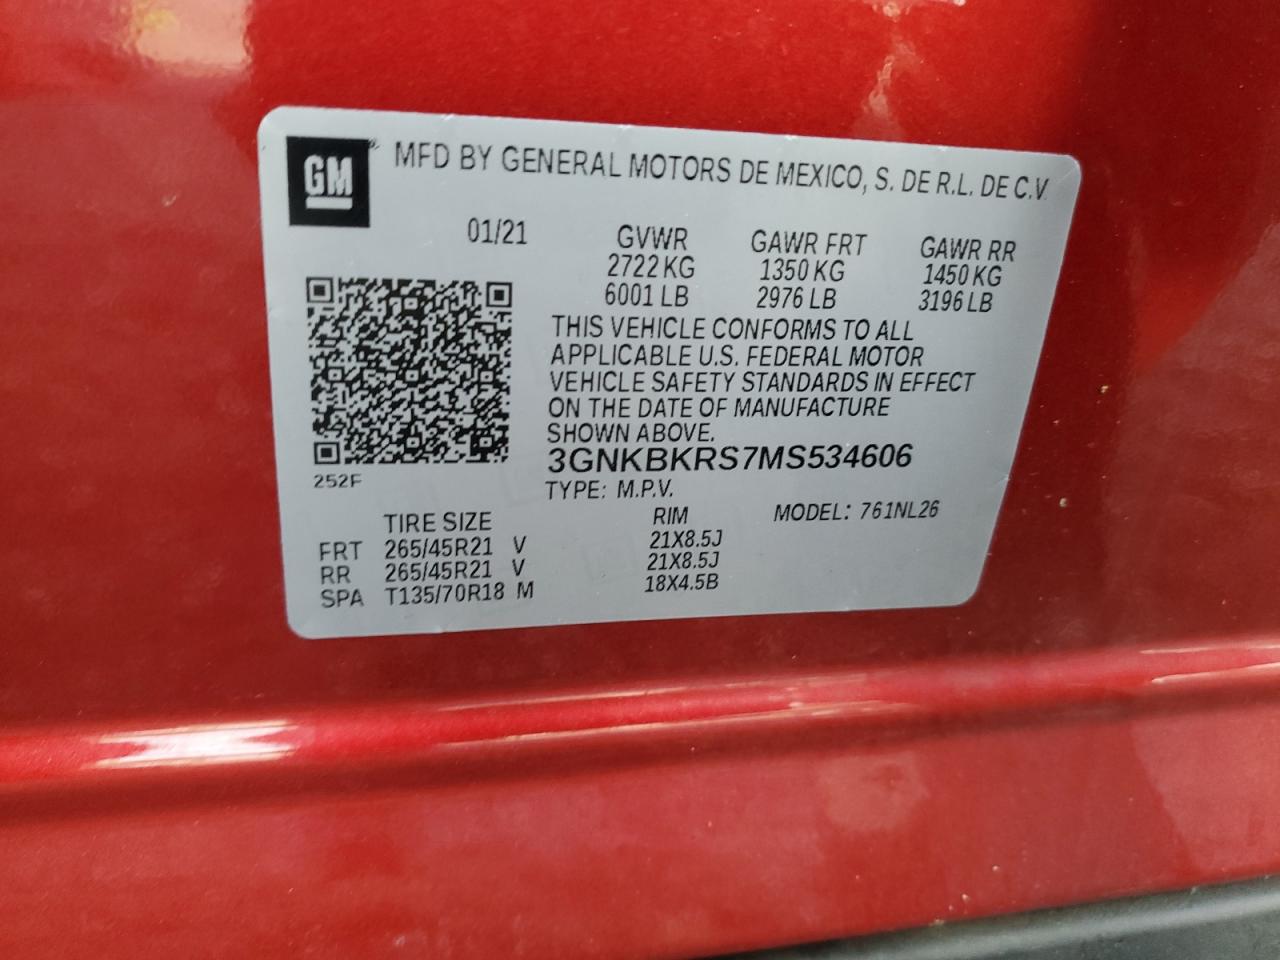 GM® MFD BY GENERAL MOTORS DE MEXICO, S. DE R.L. DE C.V.
01/21 GVWR GAWR FRT GAWR RR
2722 KG 1350 KG 1450 KG
6001 LB 2976 LB 3196 LB
THIS VEHICLE CONFORMS TO ALL
APPLICABLE U.S. FEDERAL MOTOR
VEHICLE SAFETY STANDARDS IN EFFECT
ON THE DATE OF MANUFACTURE
SHOWN ABOVE.
3GNKBKRS7MS534606
252F
TYPE: M.P.V.
TIRE SIZE RIM MODEL: 761NL26
FRT 265/45R21 V 21X8.5J
RR 265/45R21 V 21X8.5J
SPA T135/70R18 M 18X4.5B